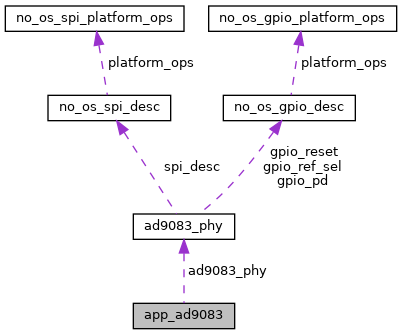 no_os_spi_platform_ops
no_os_gpio_platform_ops
platform_ops
platform_ops
no_os_spi_desc
no_os_gpio_desc
spi_desc
gpio_reset
gpio_ref_sel
gpio_pd
ad9083_phy
ad9083_phy
app_ad9083